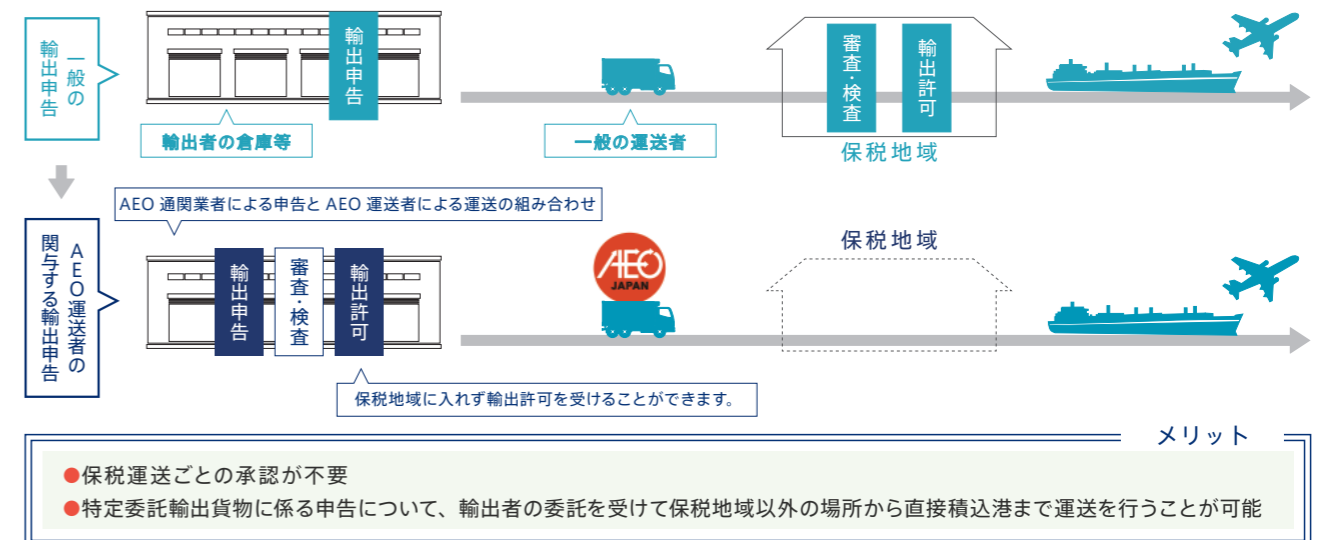 一般の
輸出申告
輸出申告
輸出者の倉庫等
一般の運送者
審査・検査
輸出許可
保税地域
AEO運送者の
関与する輸出申告
AEO 通関業者による申告と AEO 運送者による運送の組み合わせ
輸出申告
審査・検査
輸出許可
AEO
JAPAN
保税地域
保税地域に入れず輸出許可を受けることができます。
メリット
●保税運送ごとの承認が不要
●特定委託輸出貨物に係る申告について、輸出者の委託を受けて保税地域以外の場所から直接積込港まで運送を行うことが可能